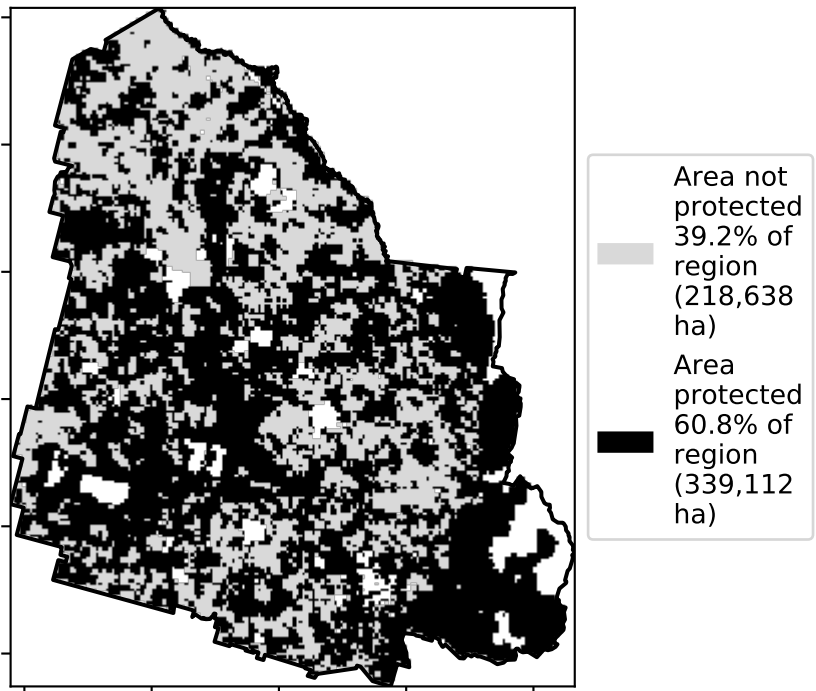 Area not
protected
39.2% of
region
(218,638
ha)
Area
protected
60.8% of
region
(339,112
ha)